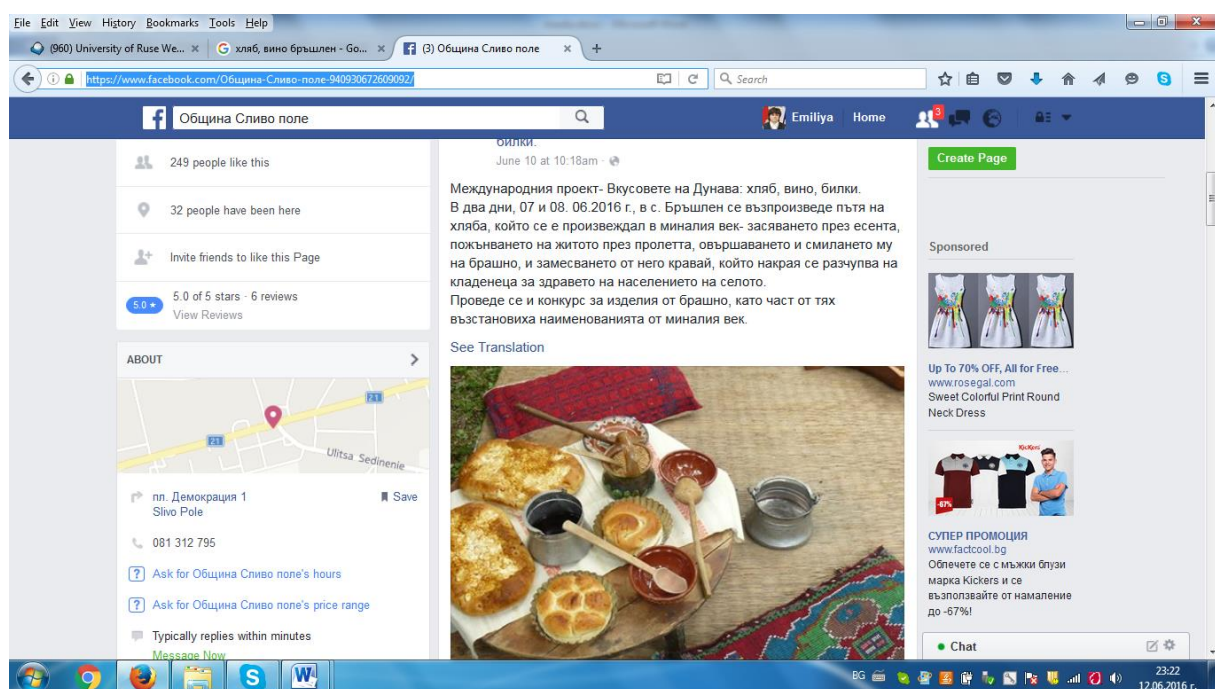 File Edit View History Bookmarks Tools Help
(960) University of Ruse We...
хляб, вино бръшлен - Go...
(3) Община Сливо поле
https://www.facebook.com/Община-Сливо-поле-940930672609092/
Search
Община Сливо поле
Emiliya Home
3
249 people like this
32 people have been here
Invite friends to like this Page
5.0 ★ 5.0 of 5 stars · 6 reviews
View Reviews
ABOUT
21
21
Ulitsa Sedinenie
пл. Демокрация 1
Slivo Pole
Save
081 312 795
? Ask for Община Сливо поле's hours
? Ask for Община Сливо поле's price range
Typically replies within minutes
Message Now
билки.
June 10 at 10:18am ·
Международния проект- Вкусовете на Дунава: хляб, вино, билки.
В два дни, 07 и 08. 06.2016 г., в с. Бръшлен се възпроизведе пътя на
хляба, който се е произвеждал в миналия век- засяването през есента,
пожънването на житото през пролетта, овършаването и смилането му
на брашно, и замесването от него кравай, който накрая се разчупва на
кладенеца за здравето на населението на селото.
Проведе се и конкурс за изделия от брашно, като част от тях
възстановиха наименованията от миналия век.
See Translation
Create Page
Sponsored
Up To 70% OFF, All for Free...
www.rosegal.com
Sweet Colorful Print Round
Neck Dress
KicKers
-67%
СУПЕР ПРОМОЦИЯ
www.factcool.bg
Облечете се с мъжки блузи
марка Kickers и се
възползвайте от намаление
до -67%!
Chat
BG
23:22
12.06.2016 г.